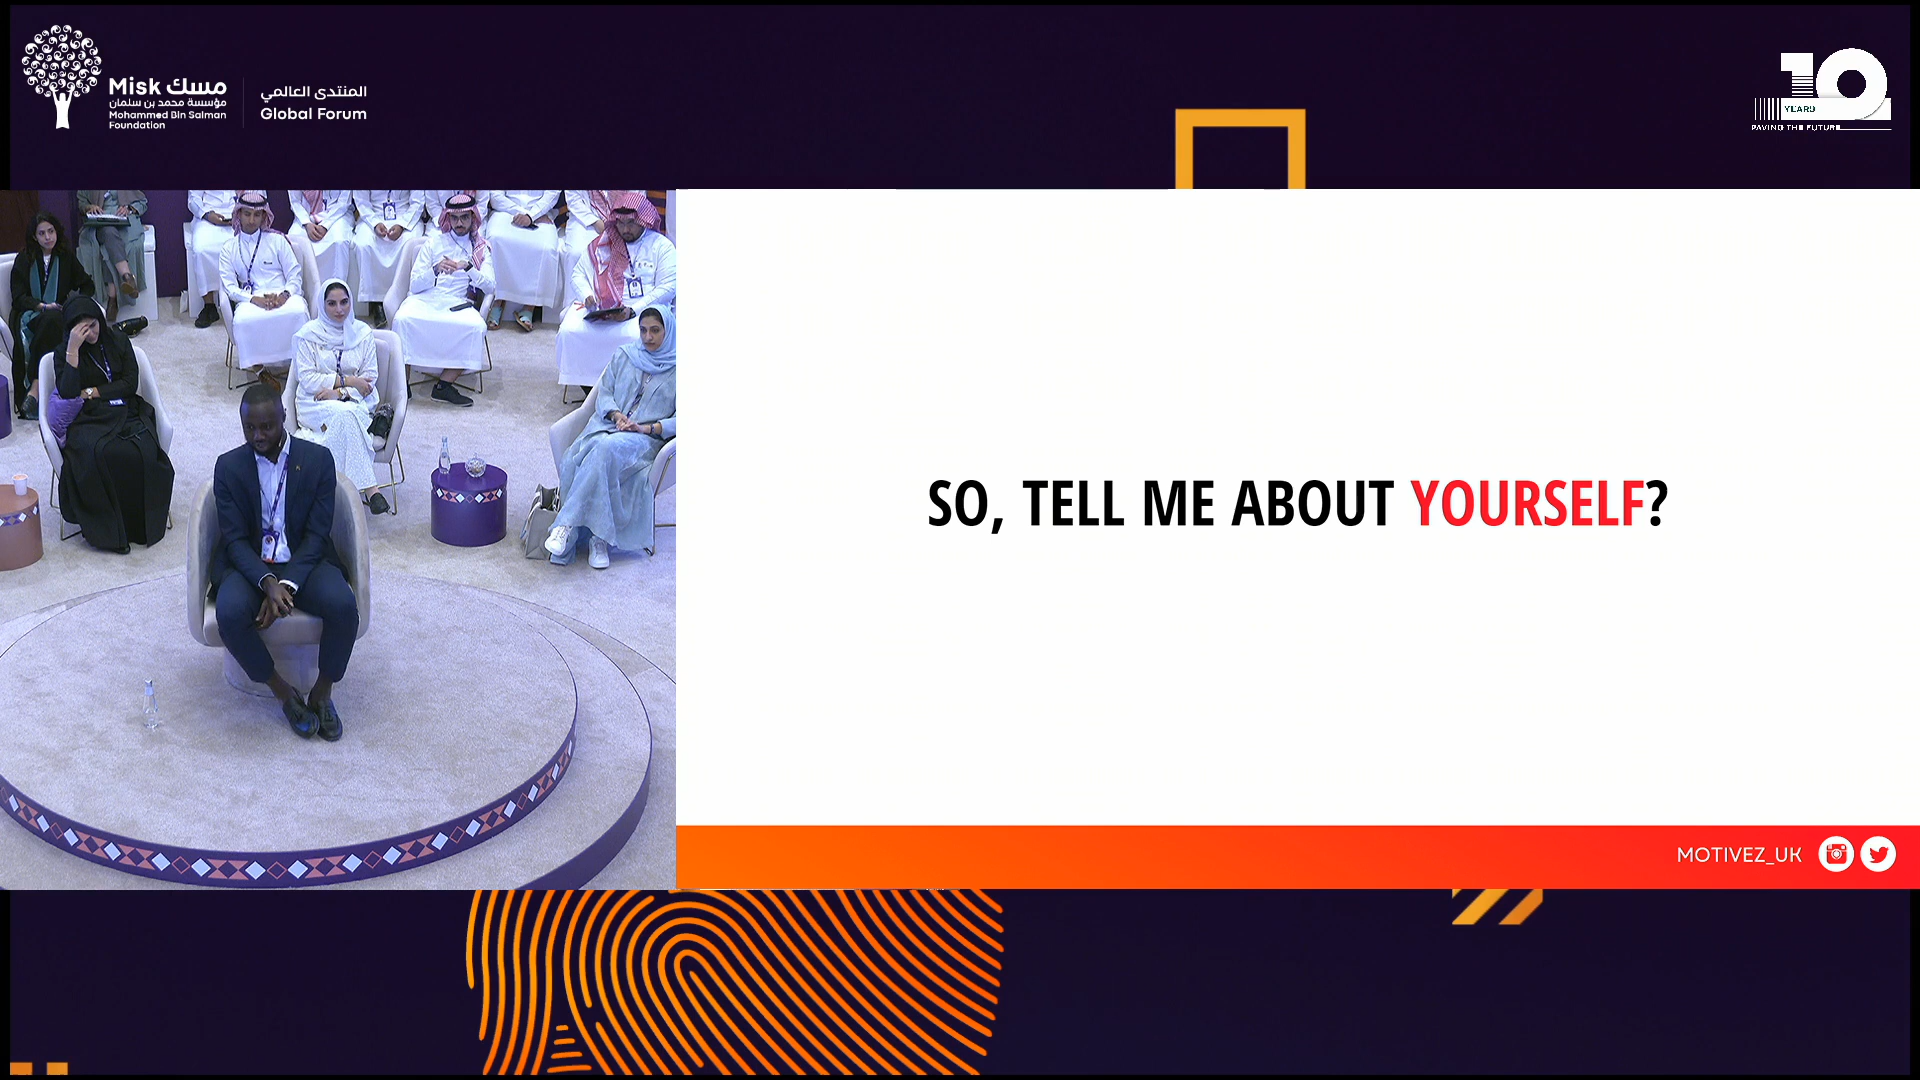 Misk مسك
مؤسسة محمد بن سلمان
Mohammed Bin Salman
Foundation
المنتدى العالمي
Global Forum
10
YEARS
PAVING THE FUTURE
SO, TELL ME ABOUT YOURSELF?
MOTIVEZ_UK